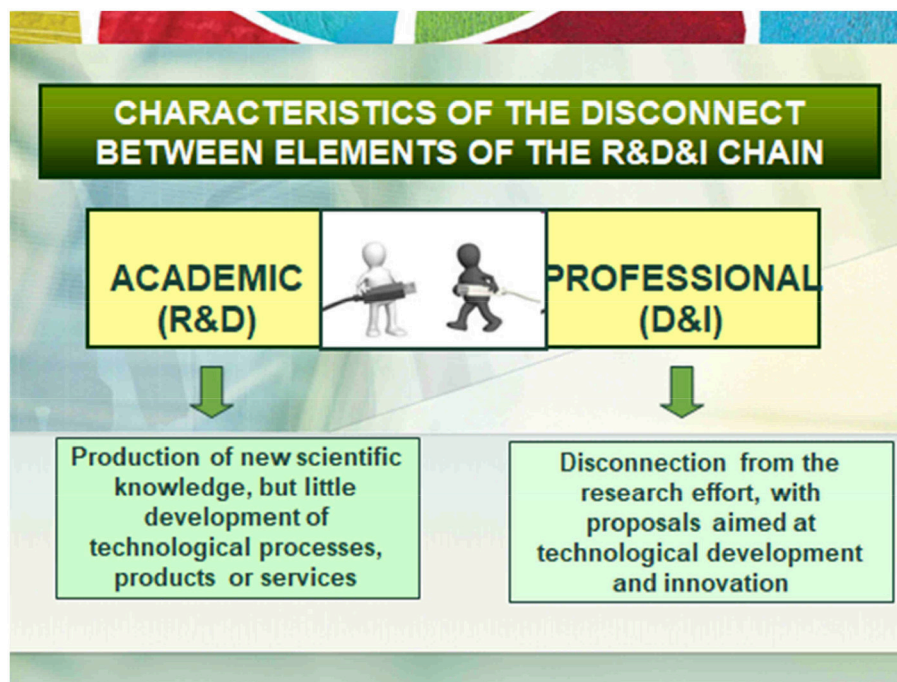 CHARACTERISTICS OF THE DISCONNECT
BETWEEN ELEMENTS OF THE R&D&I CHAIN
ACADEMIC
(R&D)
PROFESSIONAL
(D&I)
Production of new scientific
knowledge, but little
development of
technological processes,
products or services
Disconnection from the
research effort, with
proposals aimed at
technological development
and innovation